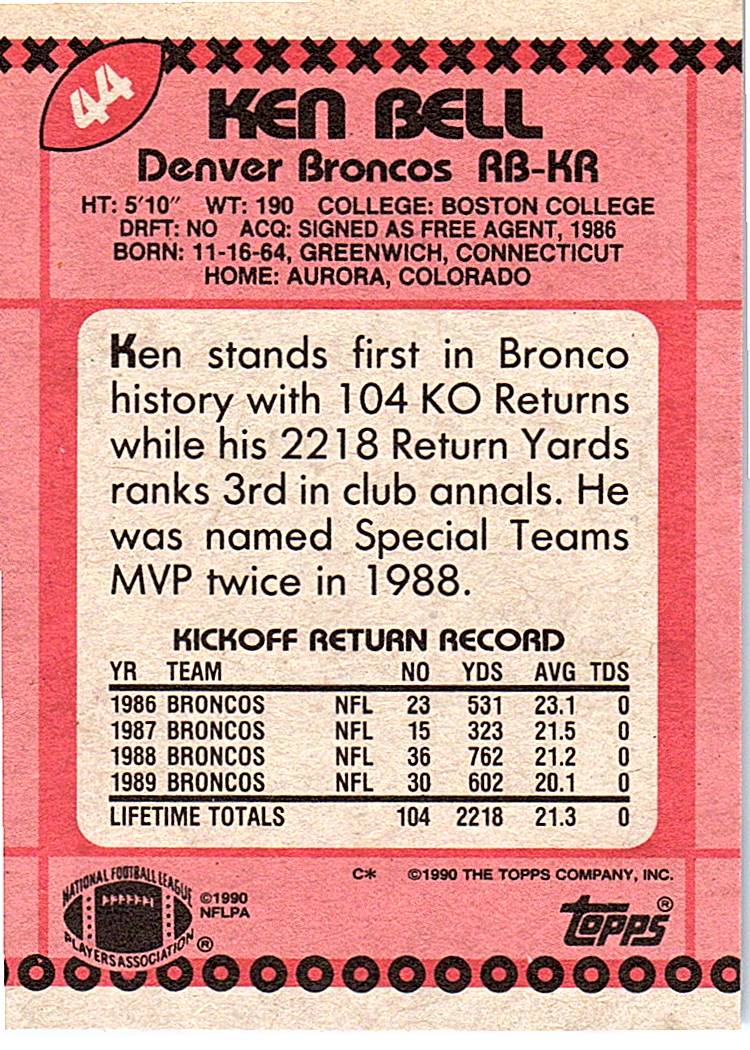 44
KEN BELL
Denver Broncos RB-KR
HT: 5'10" WT: 190 COLLEGE: BOSTON COLLEGE
DRFT: NO ACQ: SIGNED AS FREE AGENT, 1986
BORN: 11-16-64, GREENWICH, CONNECTICUT
HOME: AURORA, COLORADO
Ken stands first in Bronco
history with 104 KO Returns
while his 2218 Return Yards
ranks 3rd in club annals. He
was named Special Teams
MVP twice in 1988.
KICKOFF RETURN RECORD
YR TEAM NO YDS AVG TDS
1986 BRONCOS NFL 23 531 23.1 0
1987 BRONCOS NFL 15 323 21.5 0
1988 BRONCOS NFL 36 762 21.2 0
1989 BRONCOS NFL 30 602 20.1 0
LIFETIME TOTALS 104 2218 21.3 0
C* ©1990 THE TOPPS COMPANY, INC.
NATIONAL FOOTBALL LEAGUE
PLAYERS ASSOCIATION ®
©1990
NFLPA
TOPPS ®